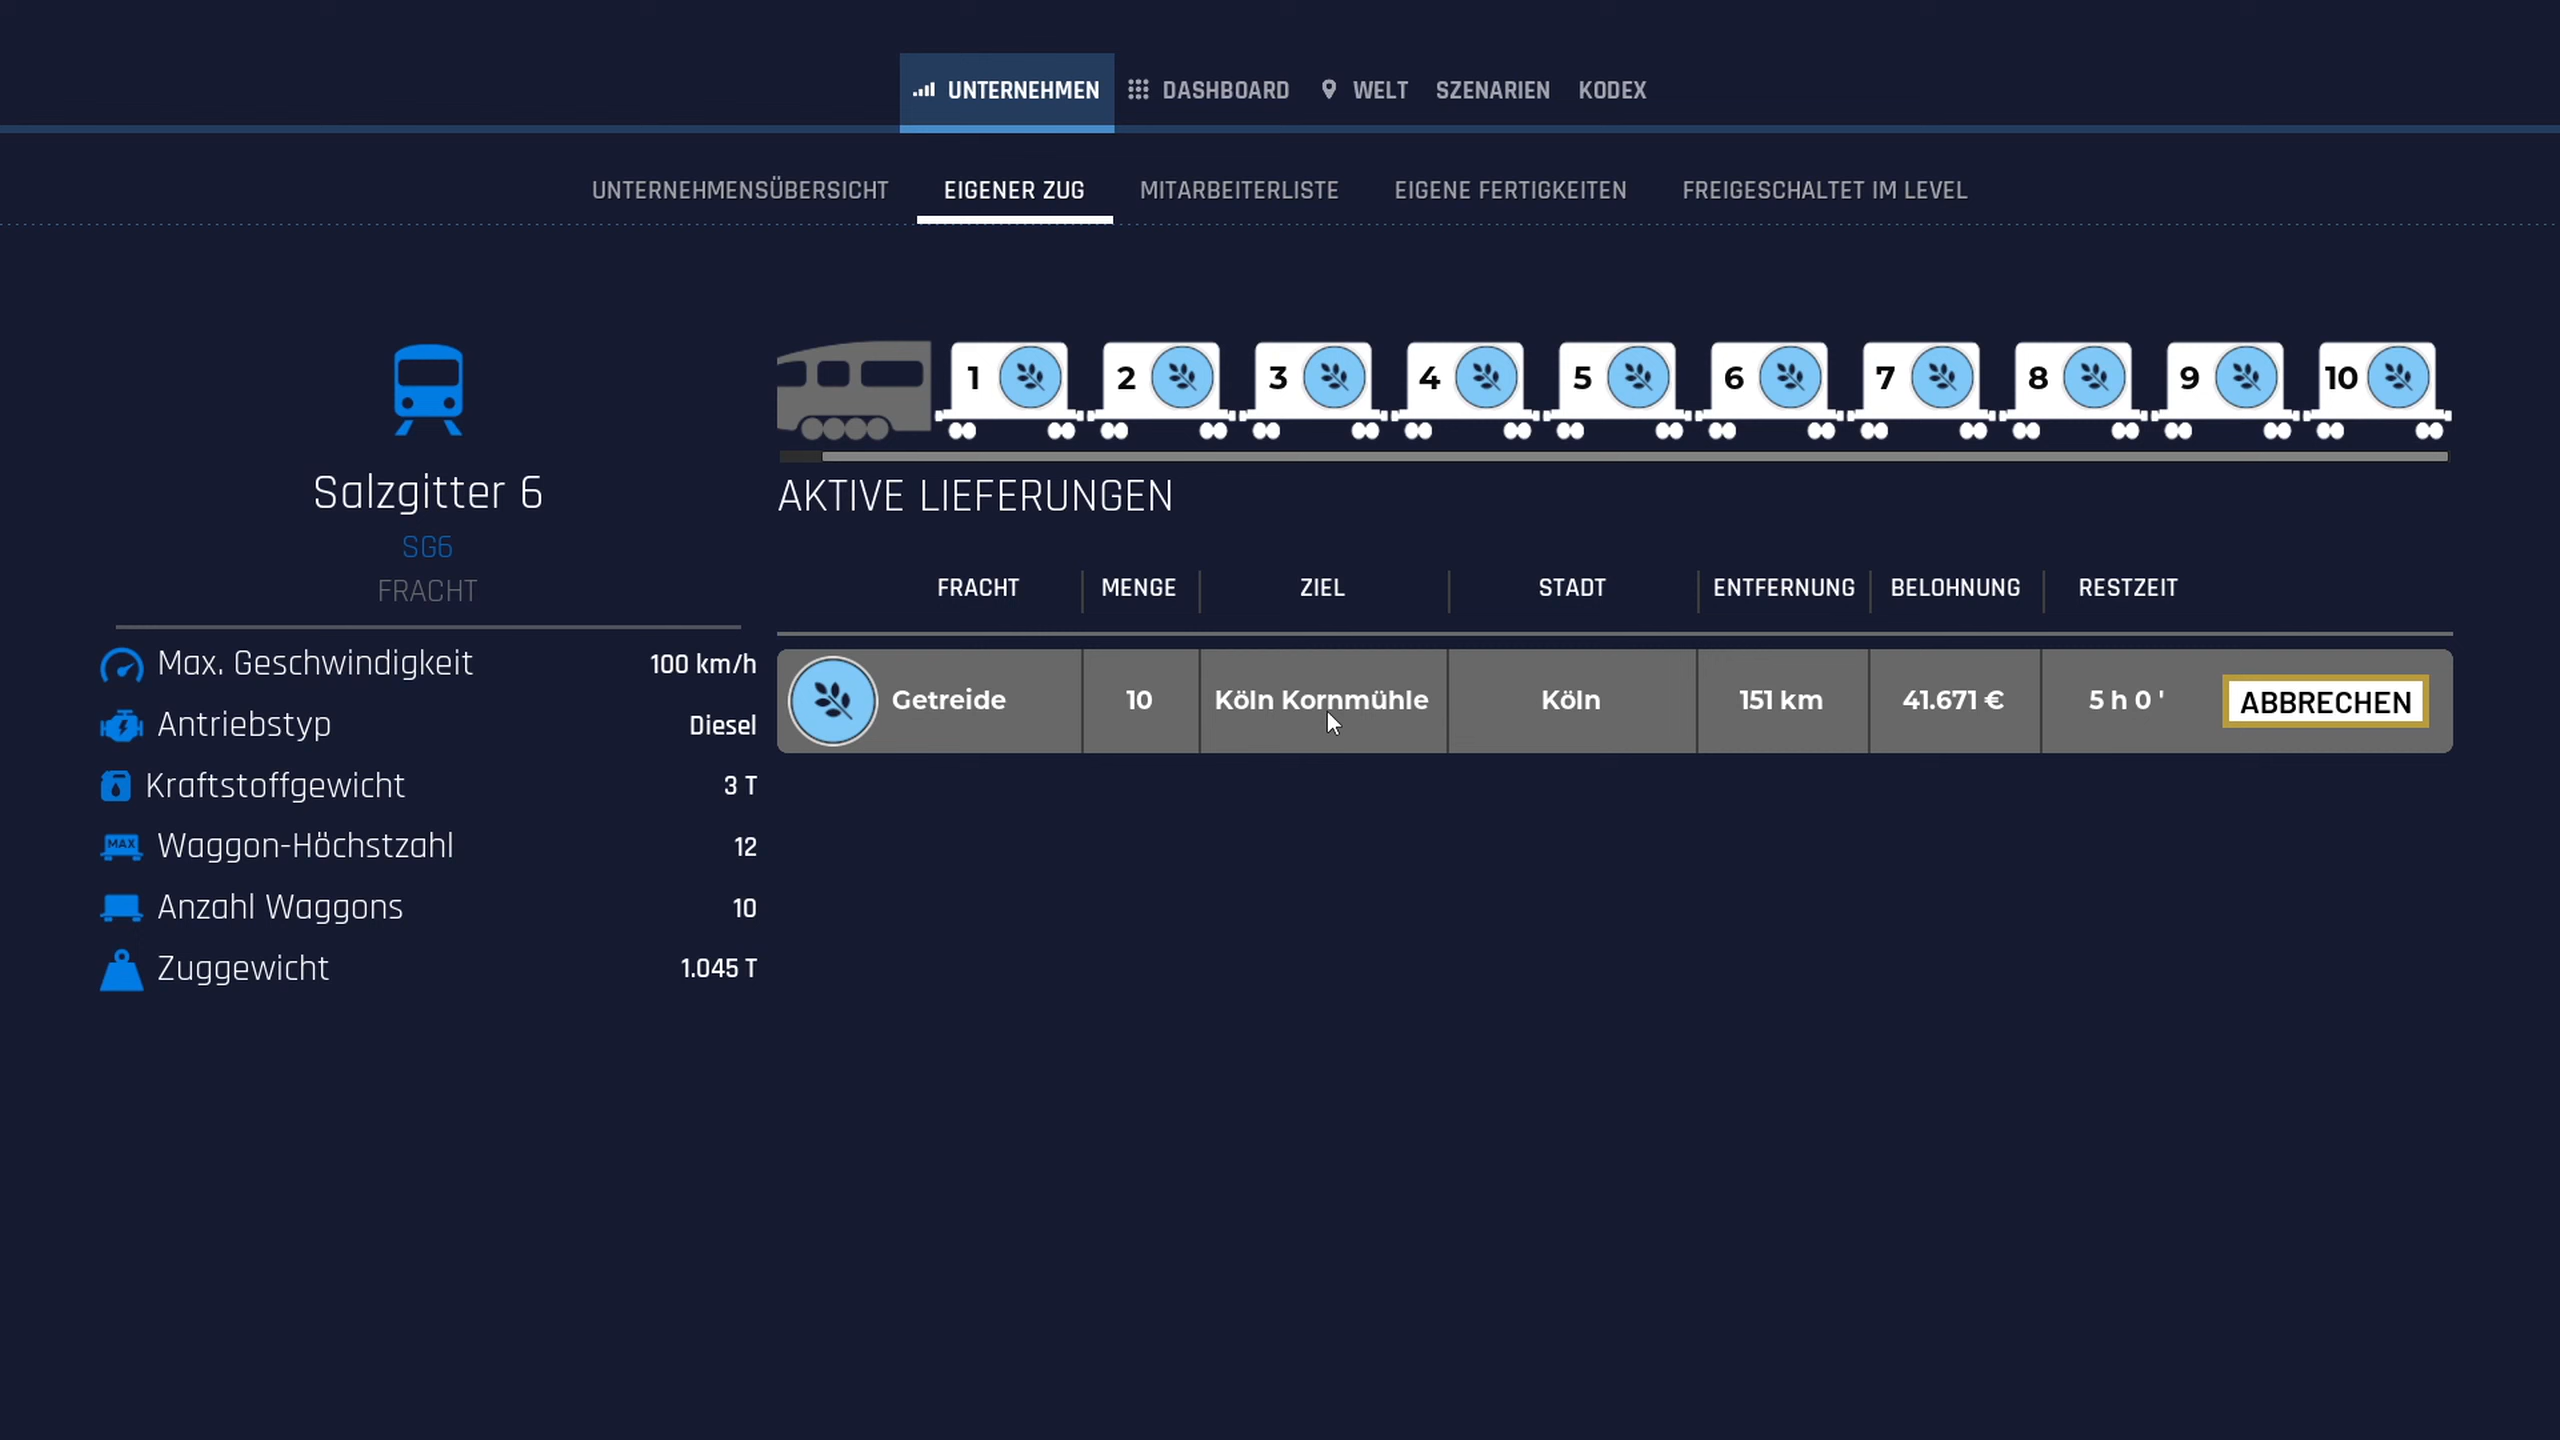 UNTERNEHMEN DASHBOARD WELT SZENARIEN KODEX
UNTERNEHMENSÜBERSICHT EIGENER ZUG MITARBEITERLISTE EIGENE FERTIGKEITEN FREIGESCHALTET IM LEVEL
1 2 3 4 5 6 7 8 9 10
Salzgitter 6
SG6
FRACHT
Max. Geschwindigkeit 100 km/h
Antriebstyp Diesel
Kraftstoffgewicht 3 T
MAX Waggon-Höchstzahl 12
Anzahl Waggons 10
Zuggewicht 1.045 T
AKTIVE LIEFERUNGEN
FRACHT MENGE ZIEL STADT ENTFERNUNG BELOHNUNG RESTZEIT
Getreide 10 Köln Kornmühle Köln 151 km 41.671 € 5 h 0 ' ABBRECHEN